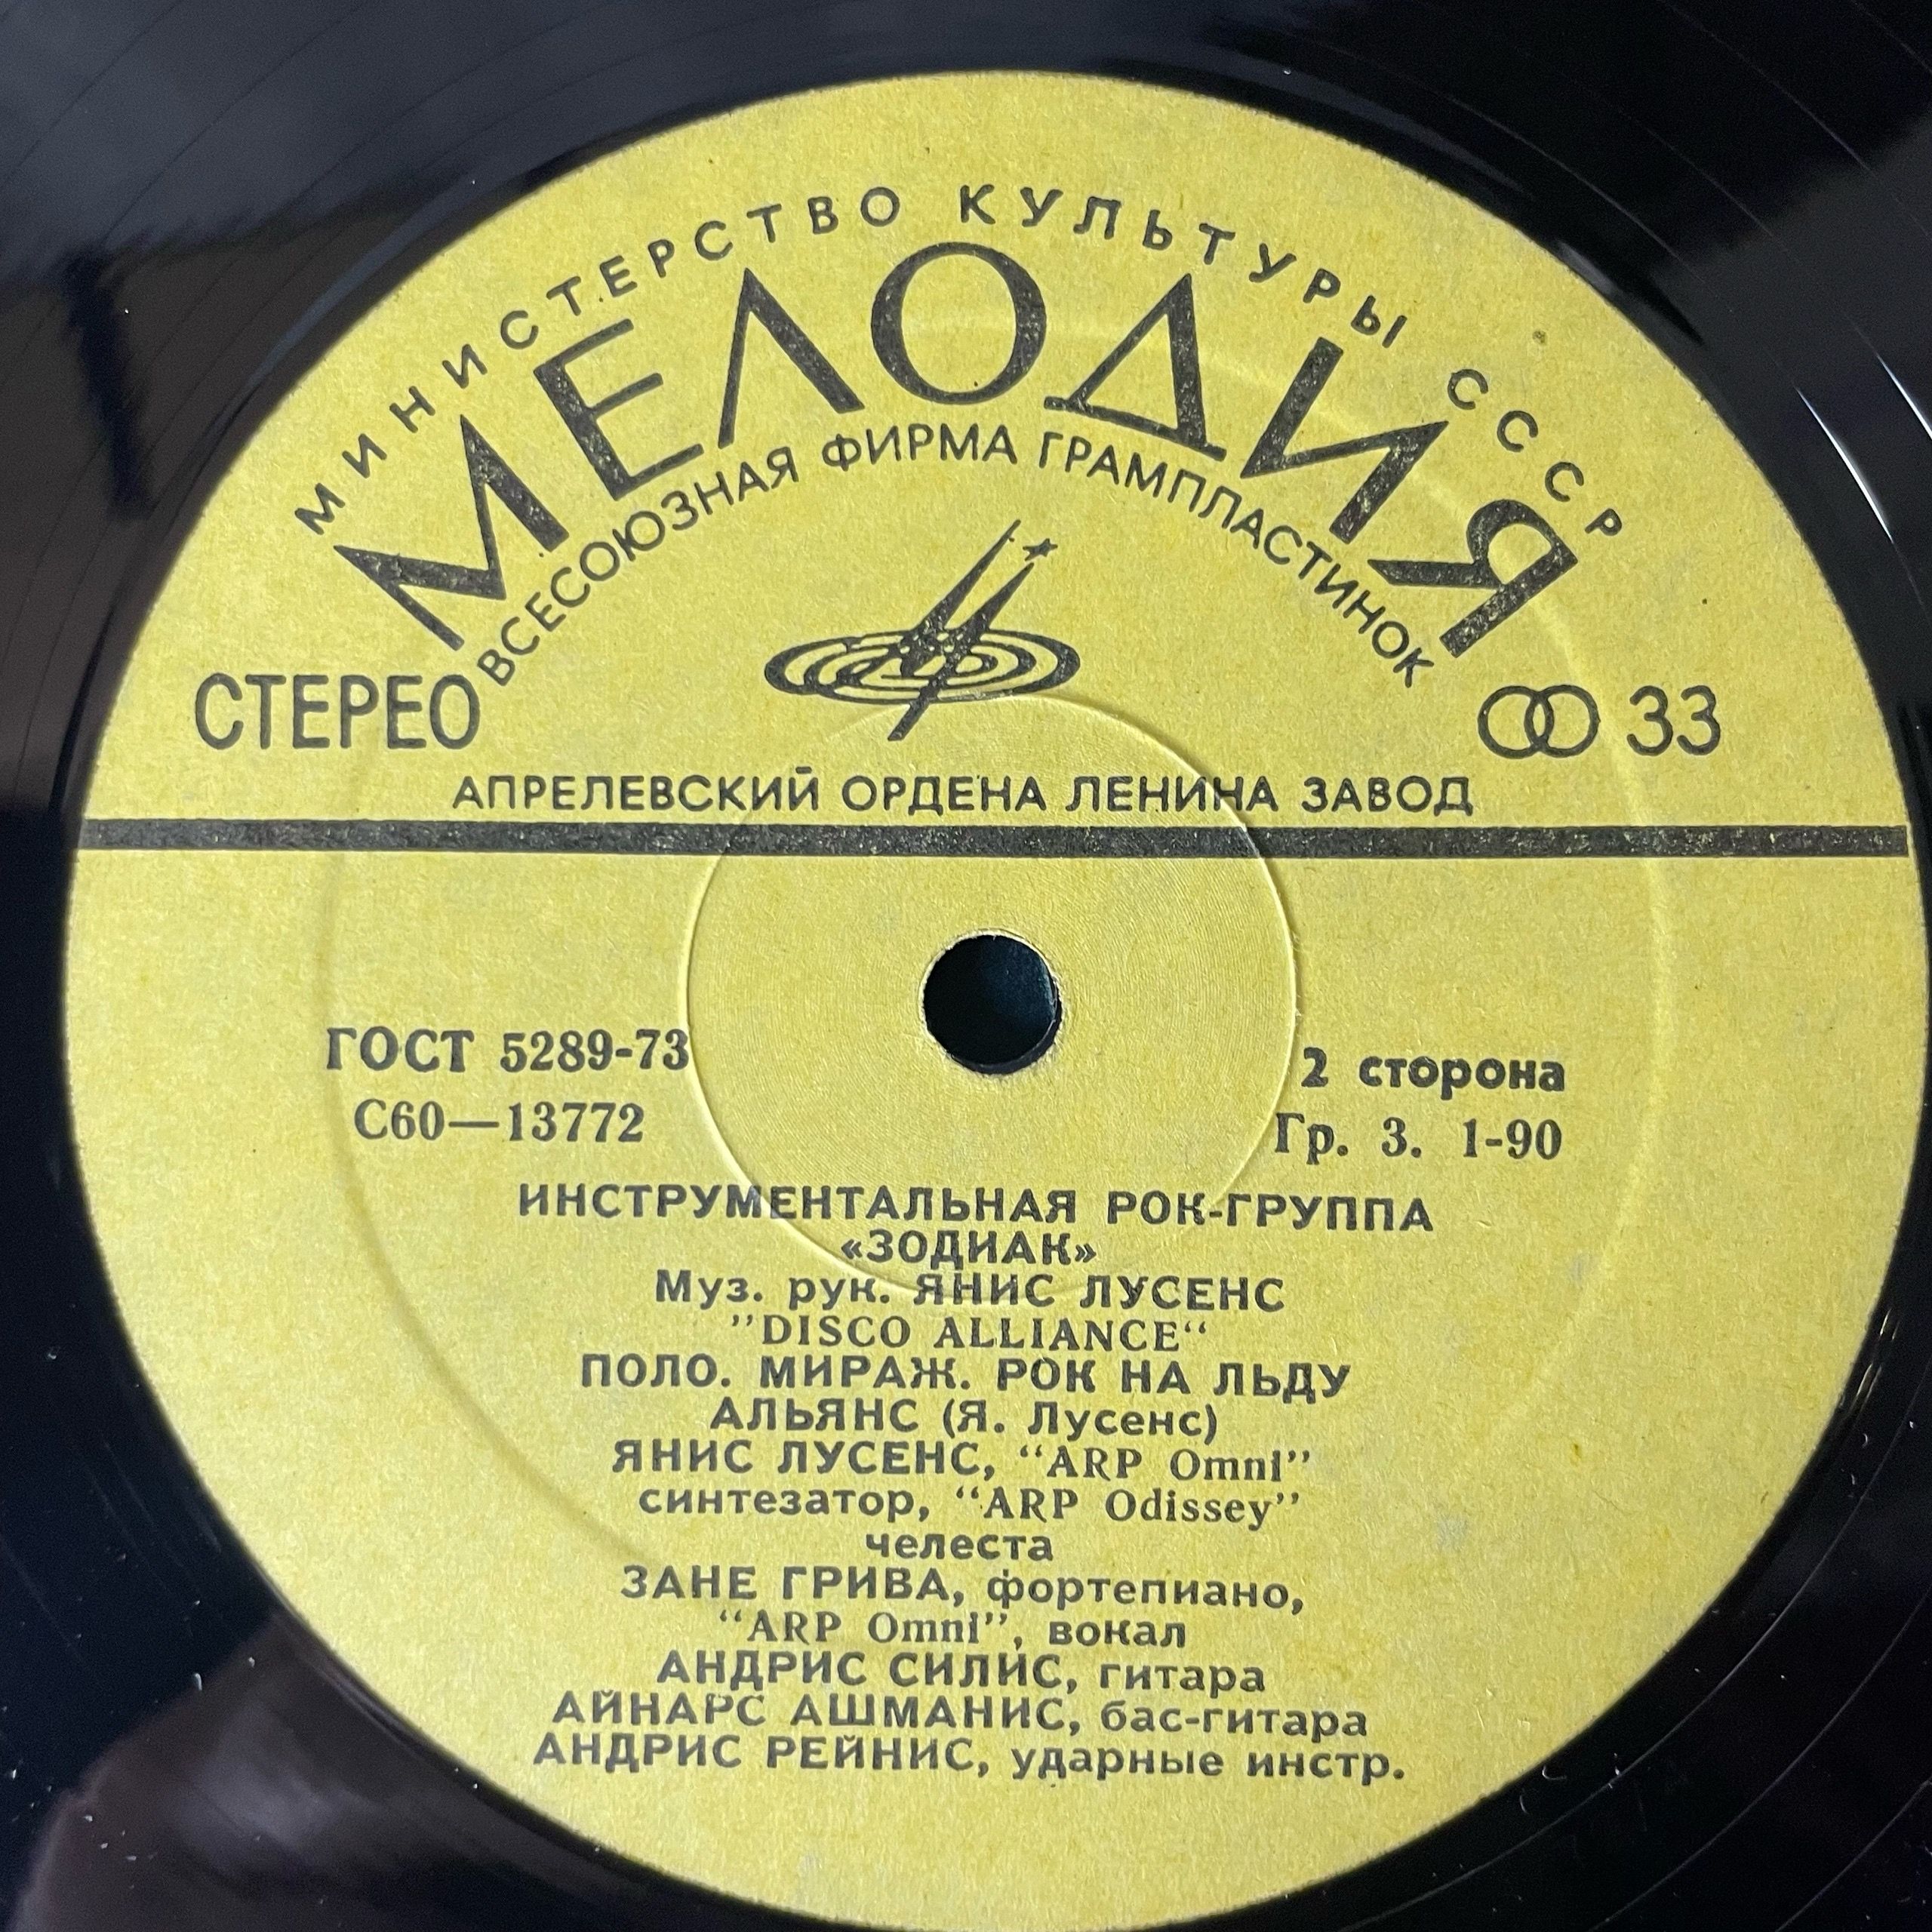 МИНИСТЕРСТВО КУЛЬТУРЫ СССР
МЕЛОДИЯ
ВСЕСОЮЗНАЯ ФИРМА ГРАМПЛАСТИНОК
СТЕРЕО
33
АПРЕЛЕВСКИЙ ОРДЕНА ЛЕНИНА ЗАВОД
ГОСТ 5289-73
С60—13772
2 сторона
Гр. 3. 1-90
ИНСТРУМЕНТАЛЬНАЯ РОК-ГРУППА
«ЗОДИАК»
Муз. рук. ЯНИС ЛУСЕНС
”DISCO ALLIANCE“
ПОЛО. МИРАЖ. РОК НА ЛЬДУ
АЛЬЯНС (Я. Лусенс)
ЯНИС ЛУСЕНС, “ARP Omni”
синтезатор, “ARP Odissey”
челеста
ЗАНЕ ГРИВА, фортепиано,
“ARP Omni”, вокал
АНДРИС СИЛИС, гитара
АЙНАРС АШМАНИС, бас-гитара
АНДРИС РЕЙНИС, ударные инстр.